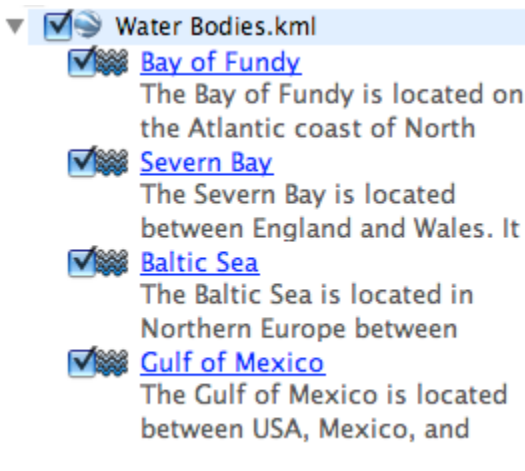 Water Bodies.kml
Bay of Fundy
The Bay of Fundy is located on
the Atlantic coast of North
Severn Bay
The Severn Bay is located
between England and Wales. It
Baltic Sea
The Baltic Sea is located in
Northern Europe between
Gulf of Mexico
The Gulf of Mexico is located
between USA, Mexico, and